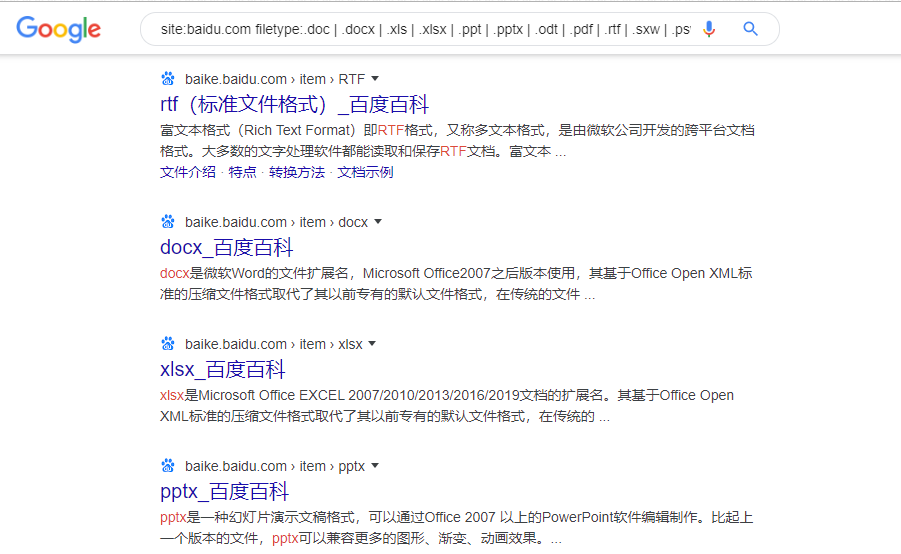 Google
site:baidu.com filetype:.doc | .docx | .xls | .xlsx | .ppt | .pptx | .odt | .pdf | .rtf | .sxw | .ps
baike.baidu.com › item › RTF
rtf（标准文件格式）_百度百科
富文本格式（Rich Text Format）即RTF格式，又称多文本格式，是由微软公司开发的跨平台文档
格式。大多数的文字处理软件都能读取和保存RTF文档。富文本 ...
文件介绍 · 特点 · 转换方法 · 文档示例
baike.baidu.com › item › docx
docx_百度百科
docx是微软Word的文件扩展名，Microsoft Office2007之后版本使用，其基于Office Open XML标
准的压缩文件格式取代了其以前专有的默认文件格式，在传统的文件 ...
baike.baidu.com › item › xlsx
xlsx_百度百科
xlsx是Microsoft Office EXCEL 2007/2010/2013/2016/2019文档的扩展名。其基于Office Open
XML标准的压缩文件格式取代了其以前专有的默认文件格式，在传统的 ...
baike.baidu.com › item › pptx
pptx_百度百科
pptx是一种幻灯片演示文稿格式，可以通过Office 2007 以上的PowerPoint软件编辑制作。比起上
一个版本的文件，pptx可以兼容更多的图形、渐变、动画效果。...